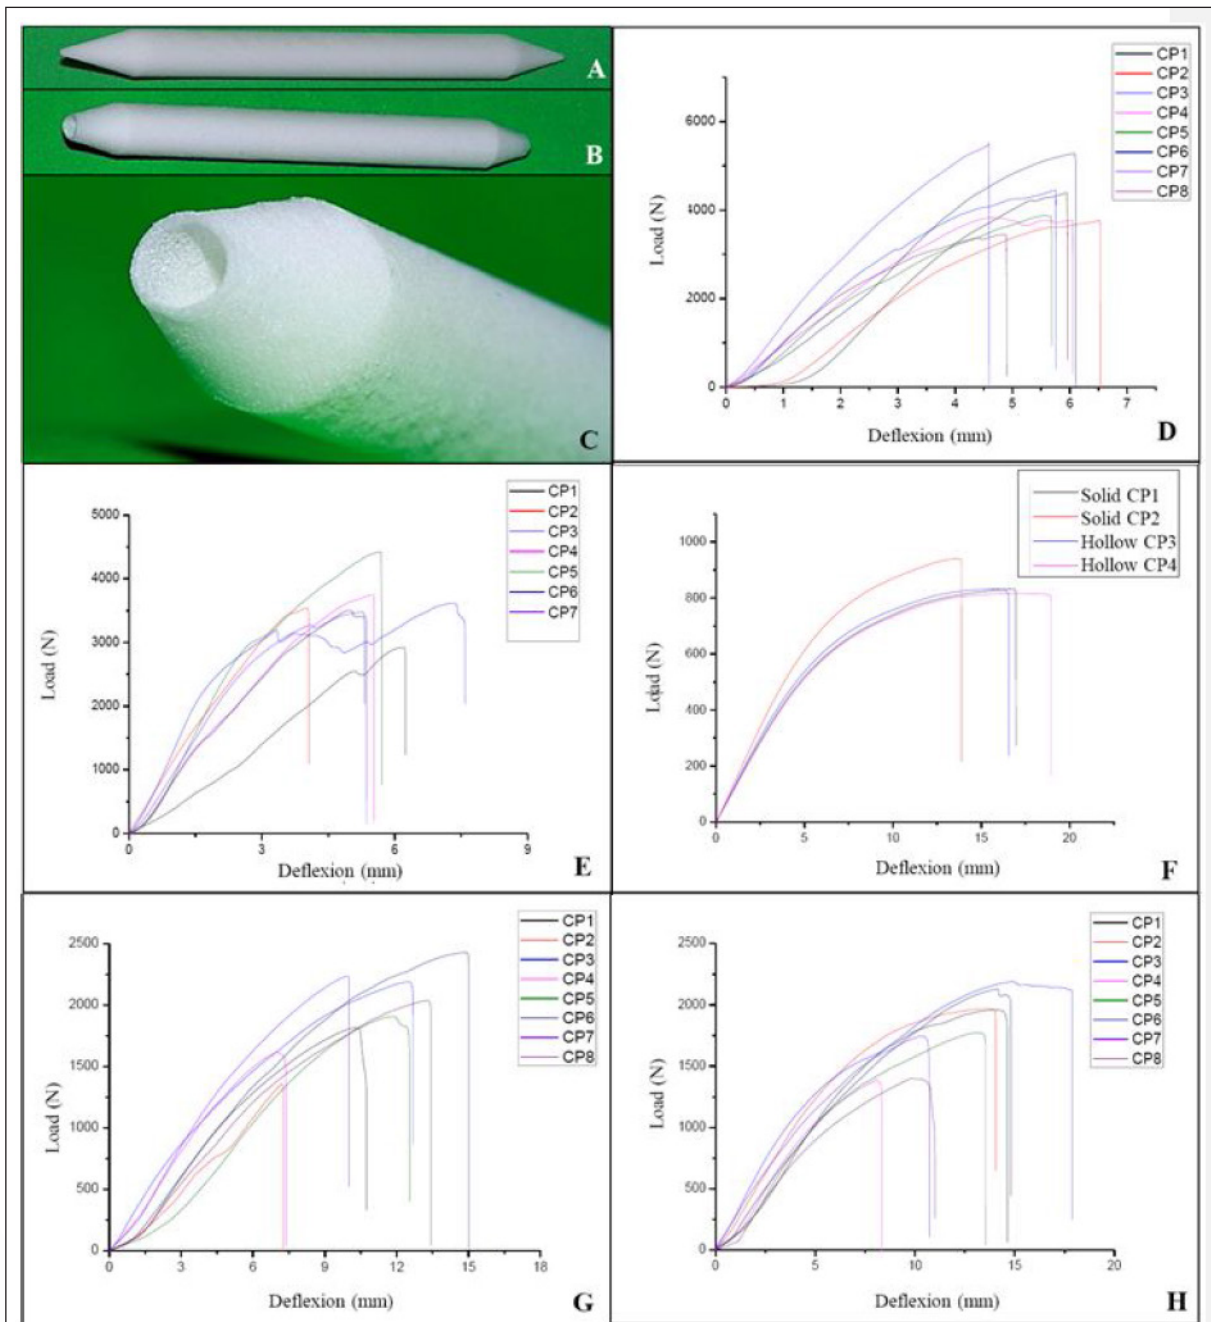 A
B
C
CP1
CP2
CP3
CP4
CP5
CP6
CP7
CP8
6000
4000
2000
0
Load (N)
0 1 2 3 4 5 6 7
Deflexion (mm)
D
CP1
CP2
CP3
CP4
CP5
CP6
CP7
5000
4000
3000
2000
1000
0
Load (N)
0 3 6 9
Deflexion (mm)
E
Solid CP1
Solid CP2
Hollow CP3
Hollow CP4
1000
800
600
400
200
0
Load (N)
0 5 10 15 20
Deflexion (mm)
F
CP1
CP2
CP3
CP4
CP5
CP6
CP7
CP8
2500
2000
1500
1000
500
0
Load (N)
0 3 6 9 12 15 18
Deflexion (mm)
G
CP1
CP2
CP3
CP4
CP5
CP6
CP7
CP8
2500
2000
1500
1000
500
0
Load (N)
0 5 10 15 20
Deflexion (mm)
H